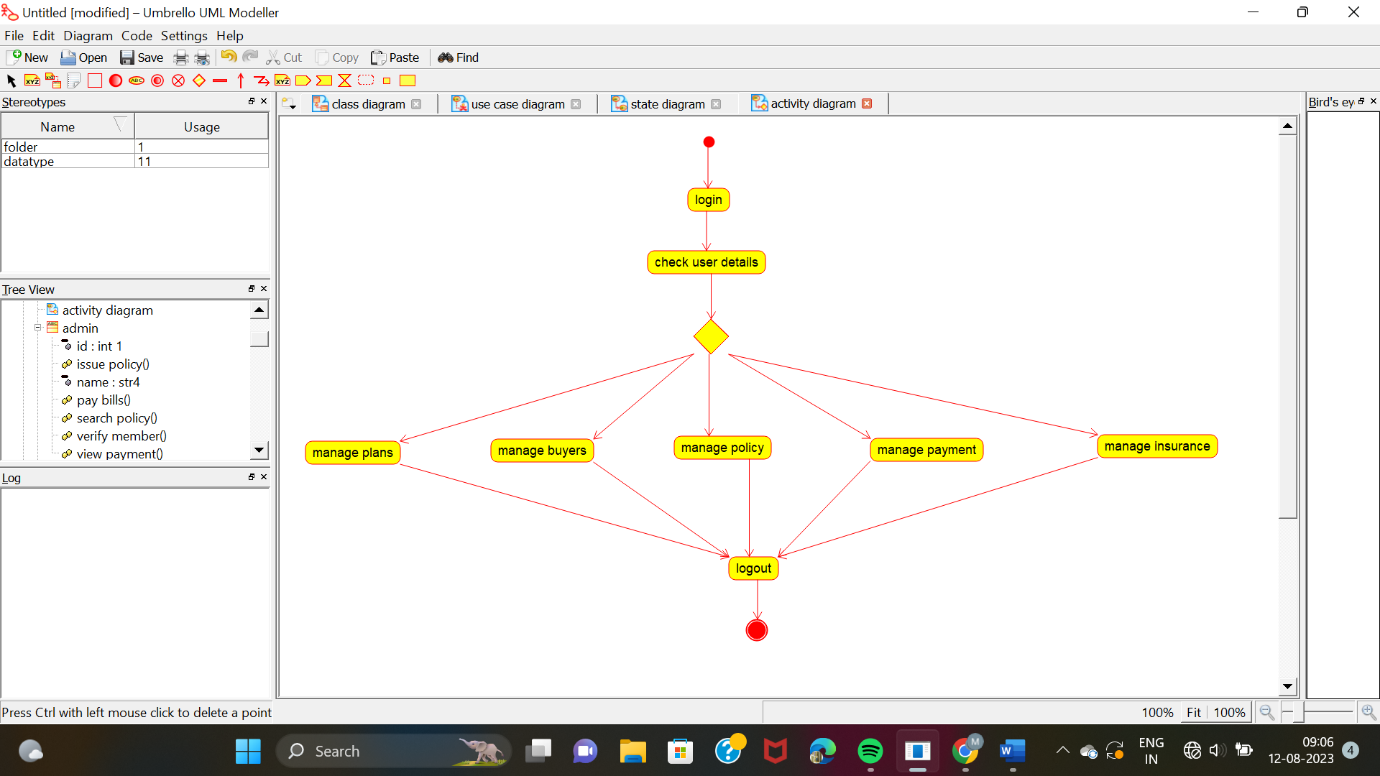 Untitled [modified] – Umbrello UML Modeller
File Edit Diagram Code Settings Help
New Open Save Cut Copy Paste Find
XYZ ABC XYZ
Stereotypes
Name Usage
folder 1
datatype 11
Tree View
activity diagram
admin
id : int 1
issue policy()
name : str4
pay bills()
search policy()
verify member()
view payment()
Log
class diagram use case diagram state diagram activity diagram
Bird's ey
login
check user details
manage plans manage buyers manage policy manage payment manage insurance
logout
Press Ctrl with left mouse click to delete a point
100% Fit 100%
Search
M
W
ENG
IN
09:06
12-08-2023
4